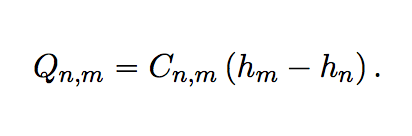 Q_{n,m} = C_{n,m} (h_m − h_n) .